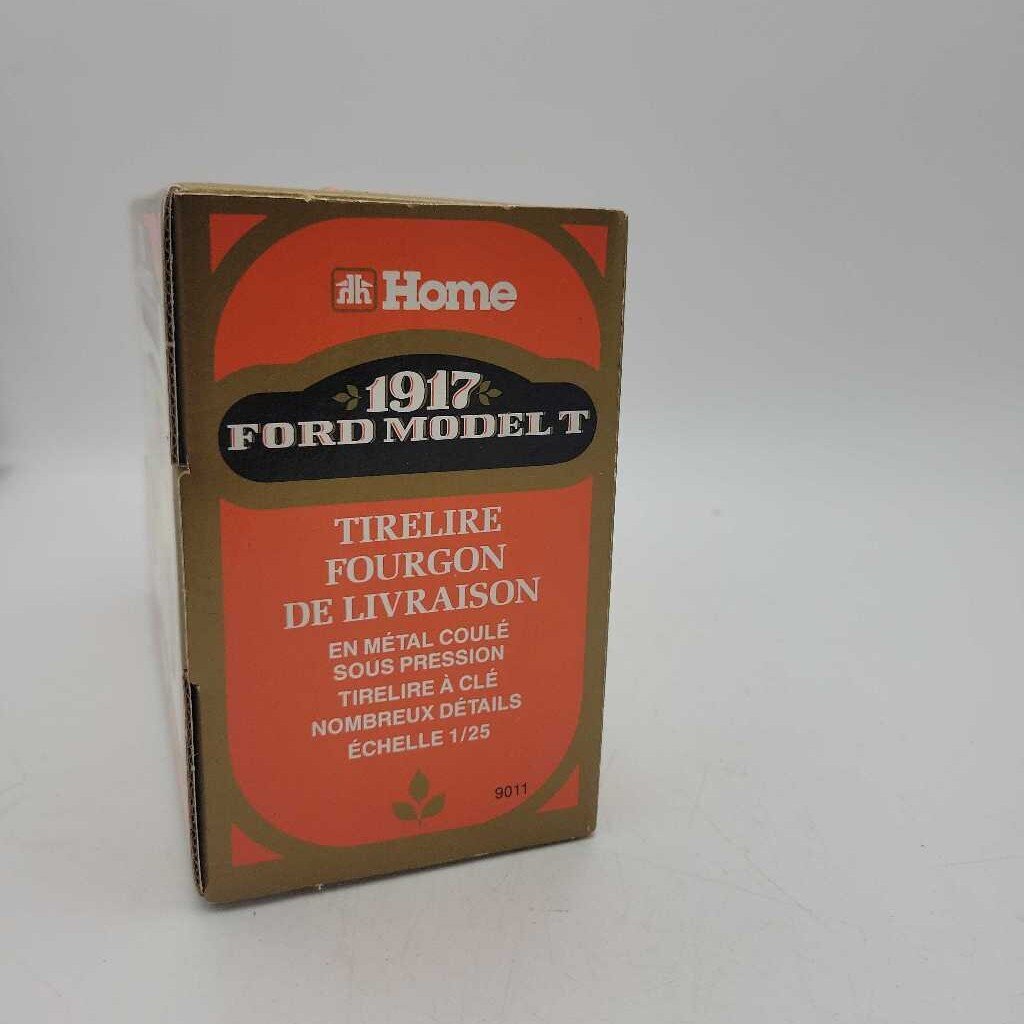 Home
1917
FORD MODEL T
TIRELIRE
FOURGON
DE LIVRAISON
EN MÉTAL COULÉ
SOUS PRESSION
TIRELIRE À CLÉ
NOMBREUX DÉTAILS
ÉCHELLE 1/25
9011